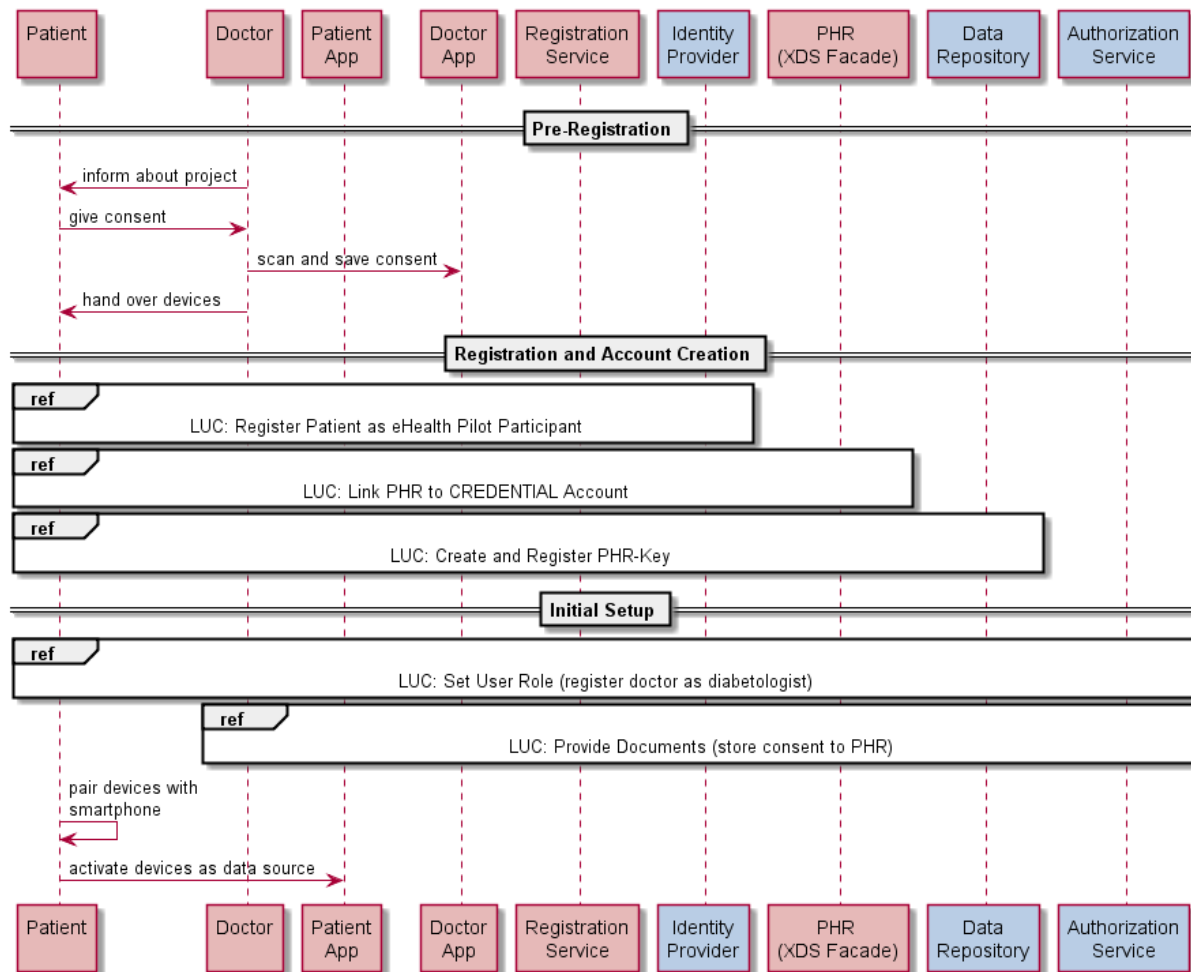 Patient
Doctor
Patient
App
Doctor
App
Registration
Service
Identity
Provider
PHR
(XDS Facade)
Data
Repository
Authorization
Service
Pre-Registration
inform about project
give consent
scan and save consent
hand over devices
Registration and Account Creation
ref
LUC: Register Patient as eHealth Pilot Participant
ref
LUC: Link PHR to CREDENTIAL Account
ref
LUC: Create and Register PHR-Key
Initial Setup
ref
LUC: Set User Role (register doctor as diabetologist)
ref
LUC: Provide Documents (store consent to PHR)
pair devices with
smartphone
activate devices as data source
Patient
Doctor
Patient
App
Doctor
App
Registration
Service
Identity
Provider
PHR
(XDS Facade)
Data
Repository
Authorization
Service